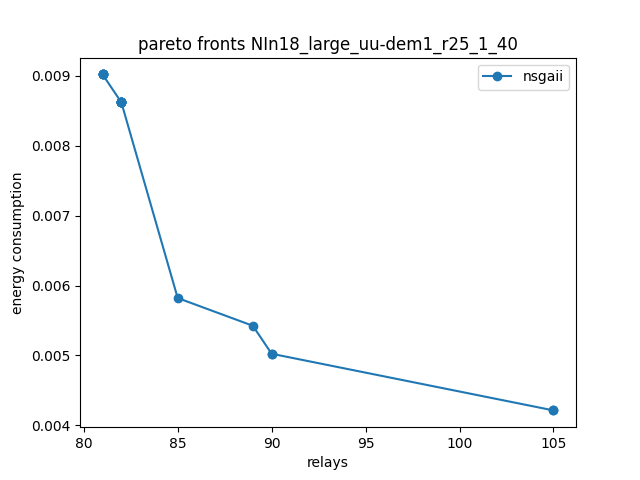 pareto fronts NIn18_large_uu-dem1_r25_1_40
nsgaii
energy consumption
0.009
0.008
0.007
0.006
0.005
0.004
80 85 90 95 100 105
relays